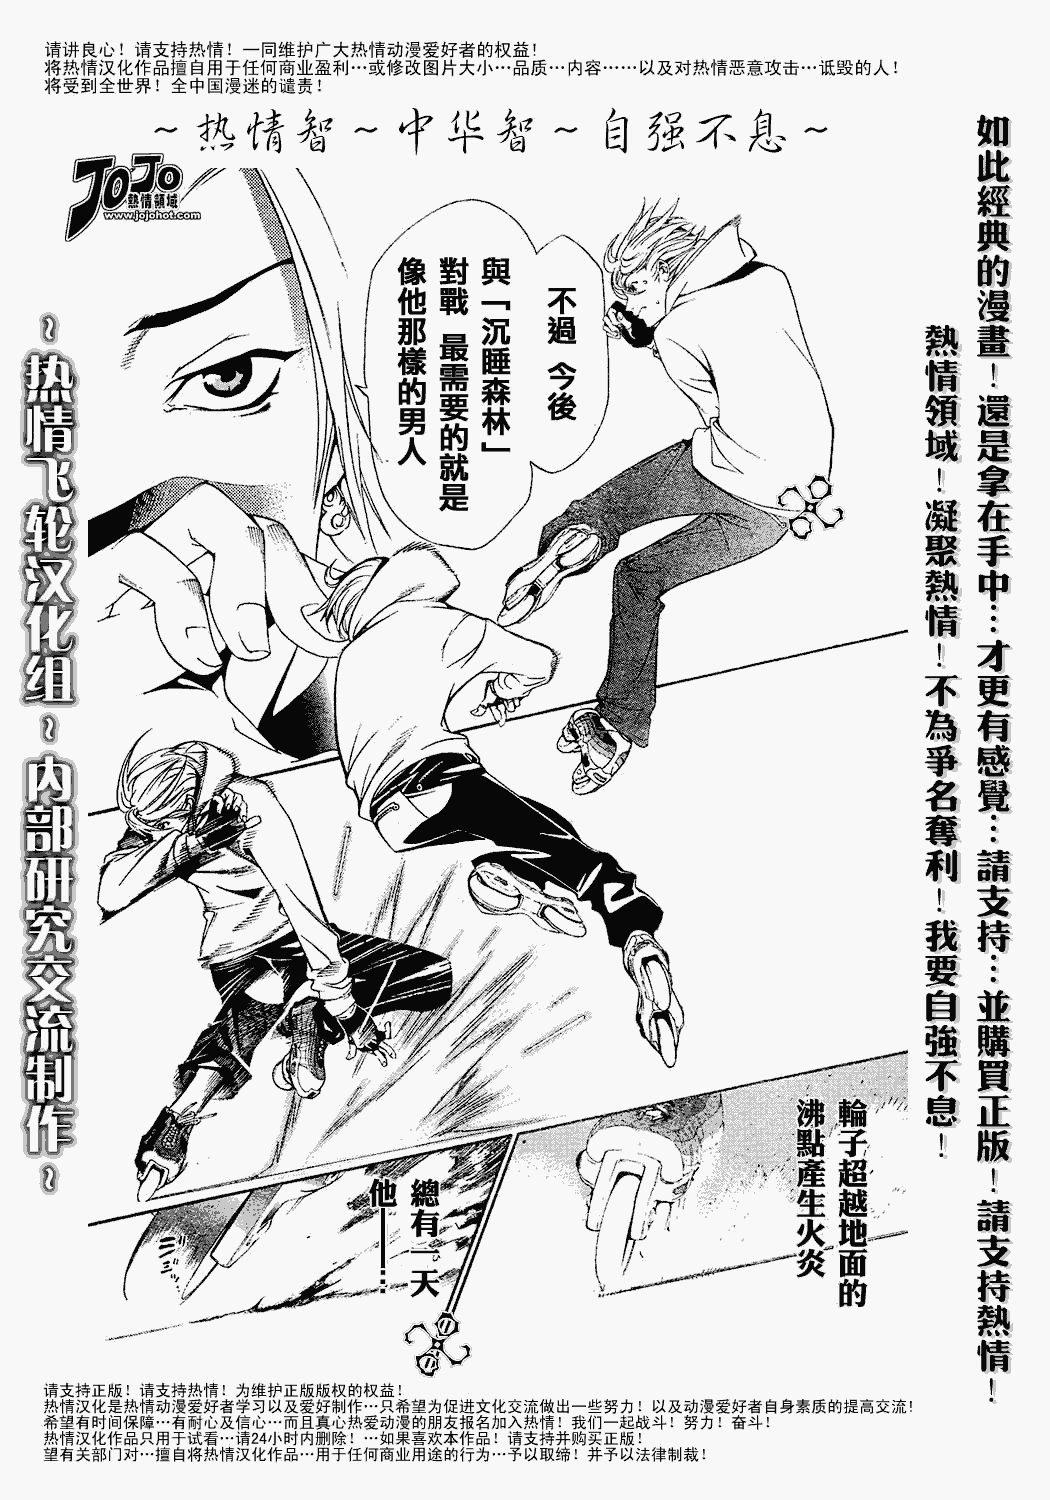 请讲良心！请支持热情！一同维护广大热情动漫爱好者的权益！
将热情汉化作品擅自用于任何商业盈利…或修改图片大小…品质…内容……以及对热情恶意攻击…诋毁的人！
将受到全世界！全中国漫迷的谴责！
～热情智～中华智～自强不息～
JOJO
熱情領域
www.jojohot.com
如此經典的漫畫！還是拿在手中…才更有感覺…請支持…並購買正版！請支持熱情！
熱情領域！凝聚熱情！不為爭名奪利！我要自強不息！
～热情飞轮汉化组～内部研究交流制作～
不過 今後
與「沉睡森林」
對戰 最需要的就是
像他那樣的男人
輪子超越地面的
沸點產生火炎
總有一天
他——…
请支持正版！请支持热情！为维护正版版权的权益！
热情汉化是热情动漫爱好者学习以及爱好制作…只希望为促进文化交流做出一些努力！以及动漫爱好者自身素质的提高交流！
希望有时间保障…有耐心及信心…而且真心热爱动漫的朋友报名加入热情！我们一起战斗！努力！奋斗！
热情汉化作品只用于试看…请24小时内删除！…如果喜欢本作品！请支持并购买正版！
望有关部门对…擅自将热情汉化作品…用于任何商业用途的行为…予以取缔！并予以法律制裁！